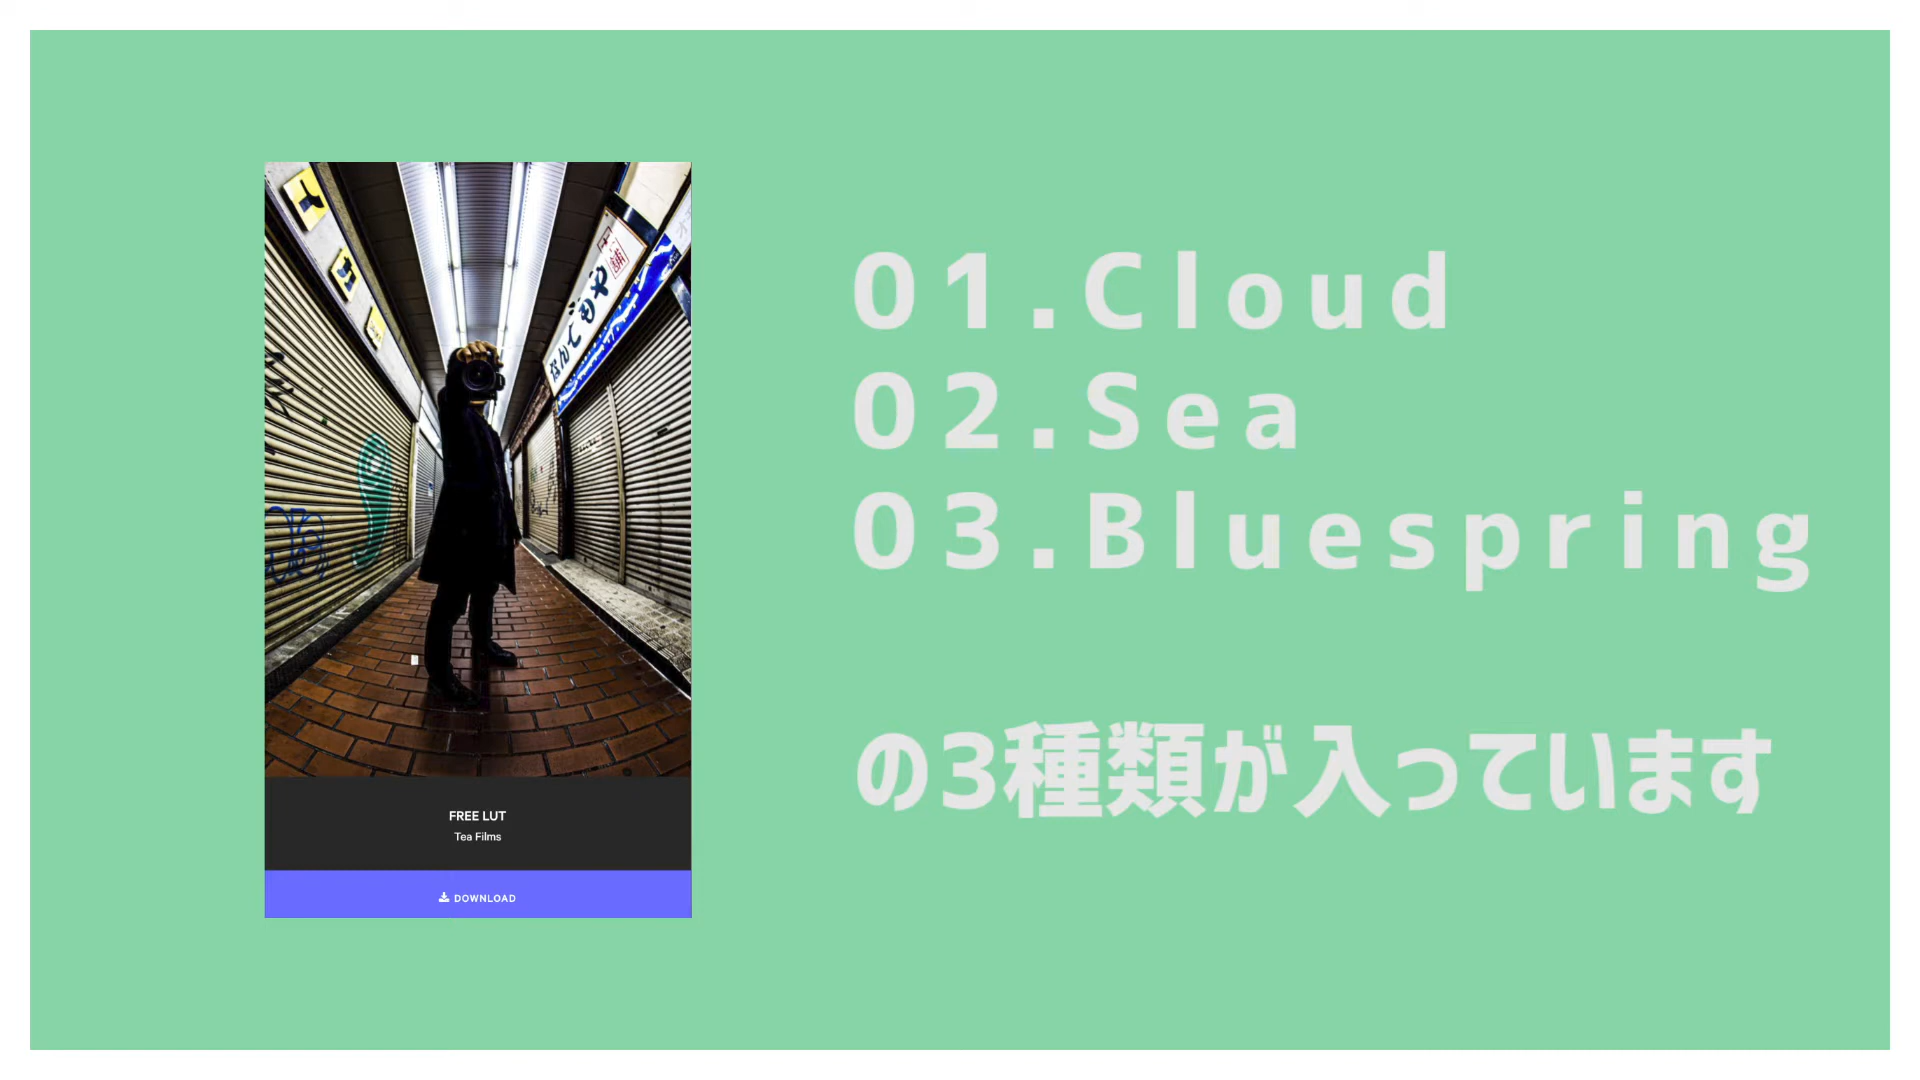 01.Cloud
02.Sea
03.Bluespring
の3種類が入っています
FREE LUT
Tea Films
DOWNLOAD